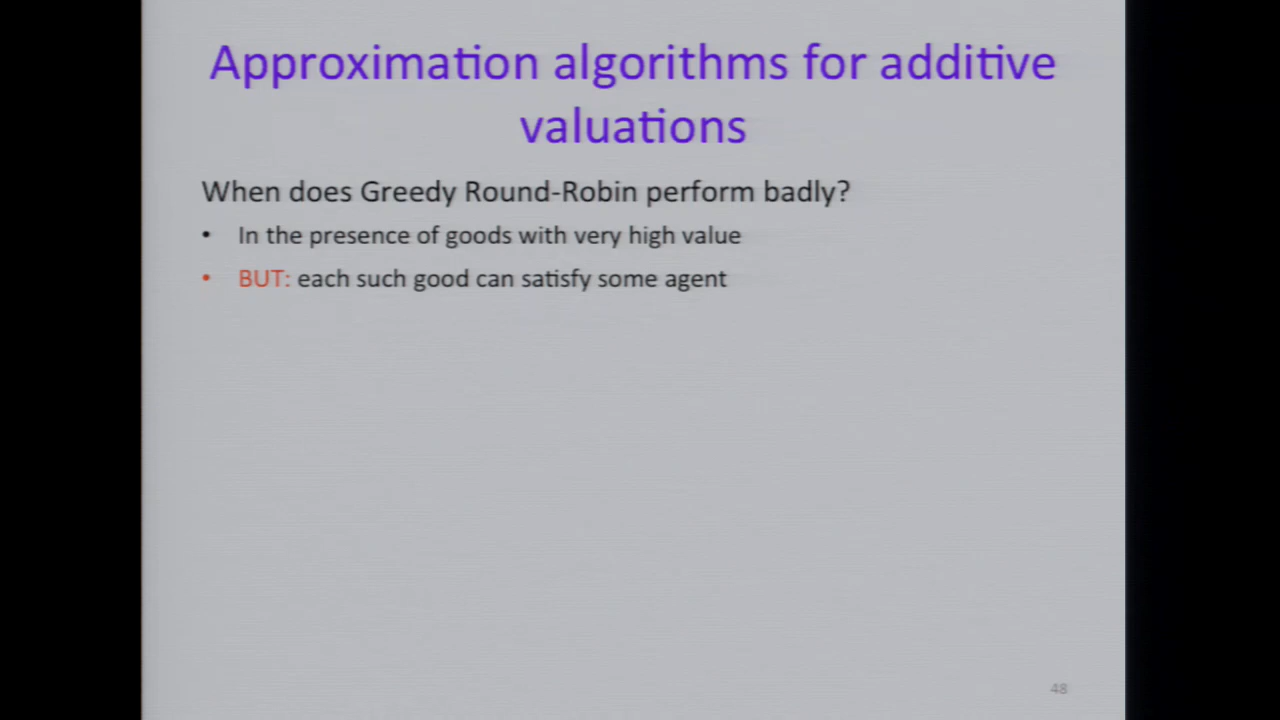 Approximation algorithms for additive
valuations
When does Greedy Round-Robin perform badly?
• In the presence of goods with very high value
• BUT: each such good can satisfy some agent
48